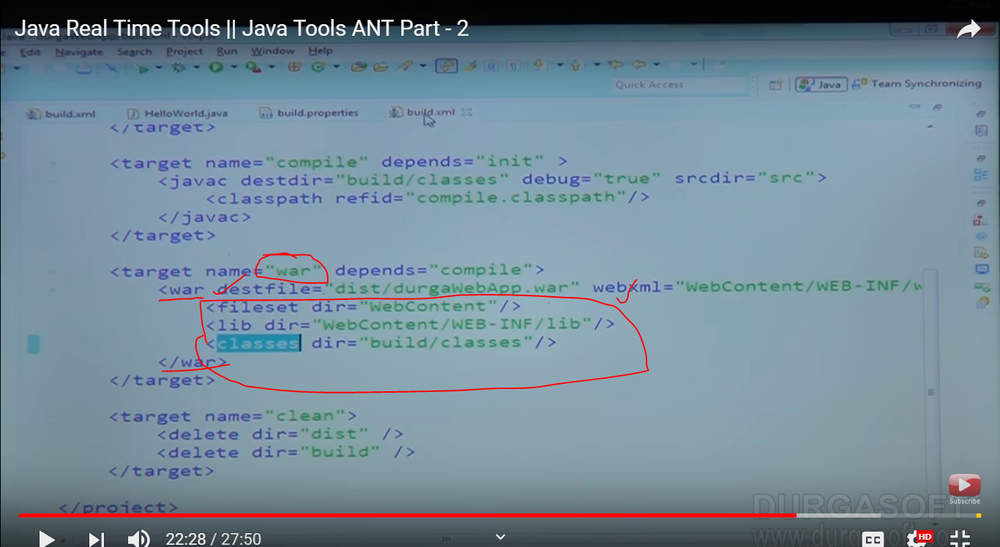 Java Real Time Tools || Java Tools ANT Part - 2
Edit Navigate Search Project Run Window Help
Quick Access
Java
Team Synchronizing
build.xml
HelloWorld.java
build.properties
build.xml
</target>
<target name="compile" depends="init" >
<javac destdir="build/classes" debug="true" srcdir="src">
<classpath refid="compile.classpath"/>
</javac>
</target>
<target name="war" depends="compile">
<war destfile="dist/durgaWebApp.war" webxml="WebContent/WEB-INF/w
<fileset dir="WebContent"/>
<lib dir="WebContent/WEB-INF/lib"/>
<classes dir="build/classes"/>
</war>
</target>
<target name="clean">
<delete dir="dist" />
<delete dir="build" />
</target>
</project>
Subscribe
DURGASOFT
22:28 / 27:50
CC
HD